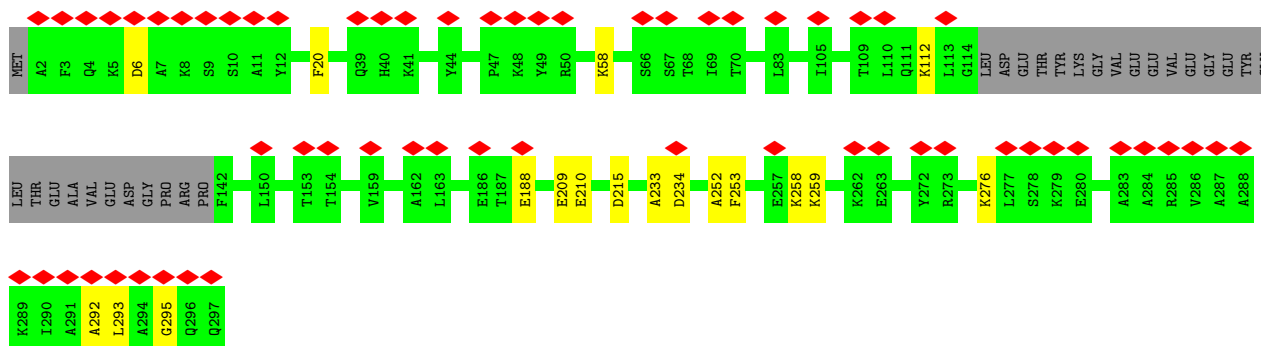 MET A2 F3 Q4 K5 D6 A7 K8 S9 S10 A11 Y12 F20 Q39 H40 K41 Y44 P47 K48 Y49 R50 K58 S66 S67 T68 I69 T70 L83 I105 T109 L110 Q111 K112 L113 G114 LEU ASP GLU THR TYR LYS GLY VAL GLU GLU VAL GLU GLY GLU TYR
LEU THR GLU ALA VAL GLU ASP GLY PRO ARG PRO F142 L150 T153 T154 V159 A162 L163 E186 T187 E188 E209 E210 D215 A233 D234 A252 F253 E257 K258 K259 K262 E263 Y272 R273 K276 L277 S278 K279 E280 A283 A284 R285 V286 A287 A288
K289 I290 A291 A292 L293 A294 G295 Q296 Q297